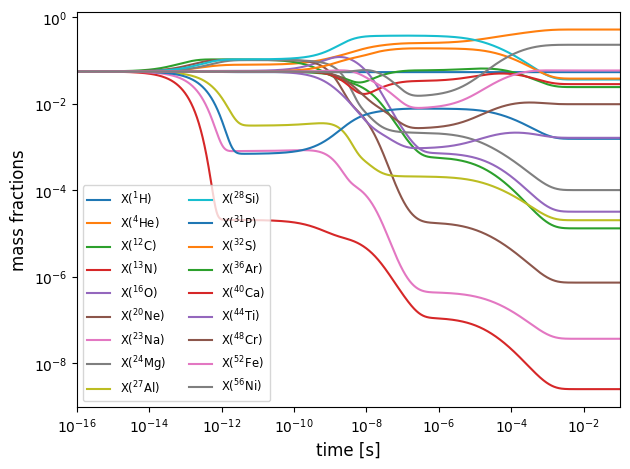 mass fractions
10⁰
10⁻²
10⁻⁴
10⁻⁶
10⁻⁸
X(¹H) X(²⁸Si)
X(⁴He) X(³¹P)
X(¹²C) X(³²S)
X(¹³N) X(³⁶Ar)
X(¹⁶O) X(⁴⁰Ca)
X(²⁰Ne) X(⁴⁴Ti)
X(²³Na) X(⁴⁸Cr)
X(²⁴Mg) X(⁵²Fe)
X(²⁷Al) X(⁵⁶Ni)
10⁻¹⁶ 10⁻¹⁴ 10⁻¹² 10⁻¹⁰ 10⁻⁸ 10⁻⁶ 10⁻⁴ 10⁻²
time [s]